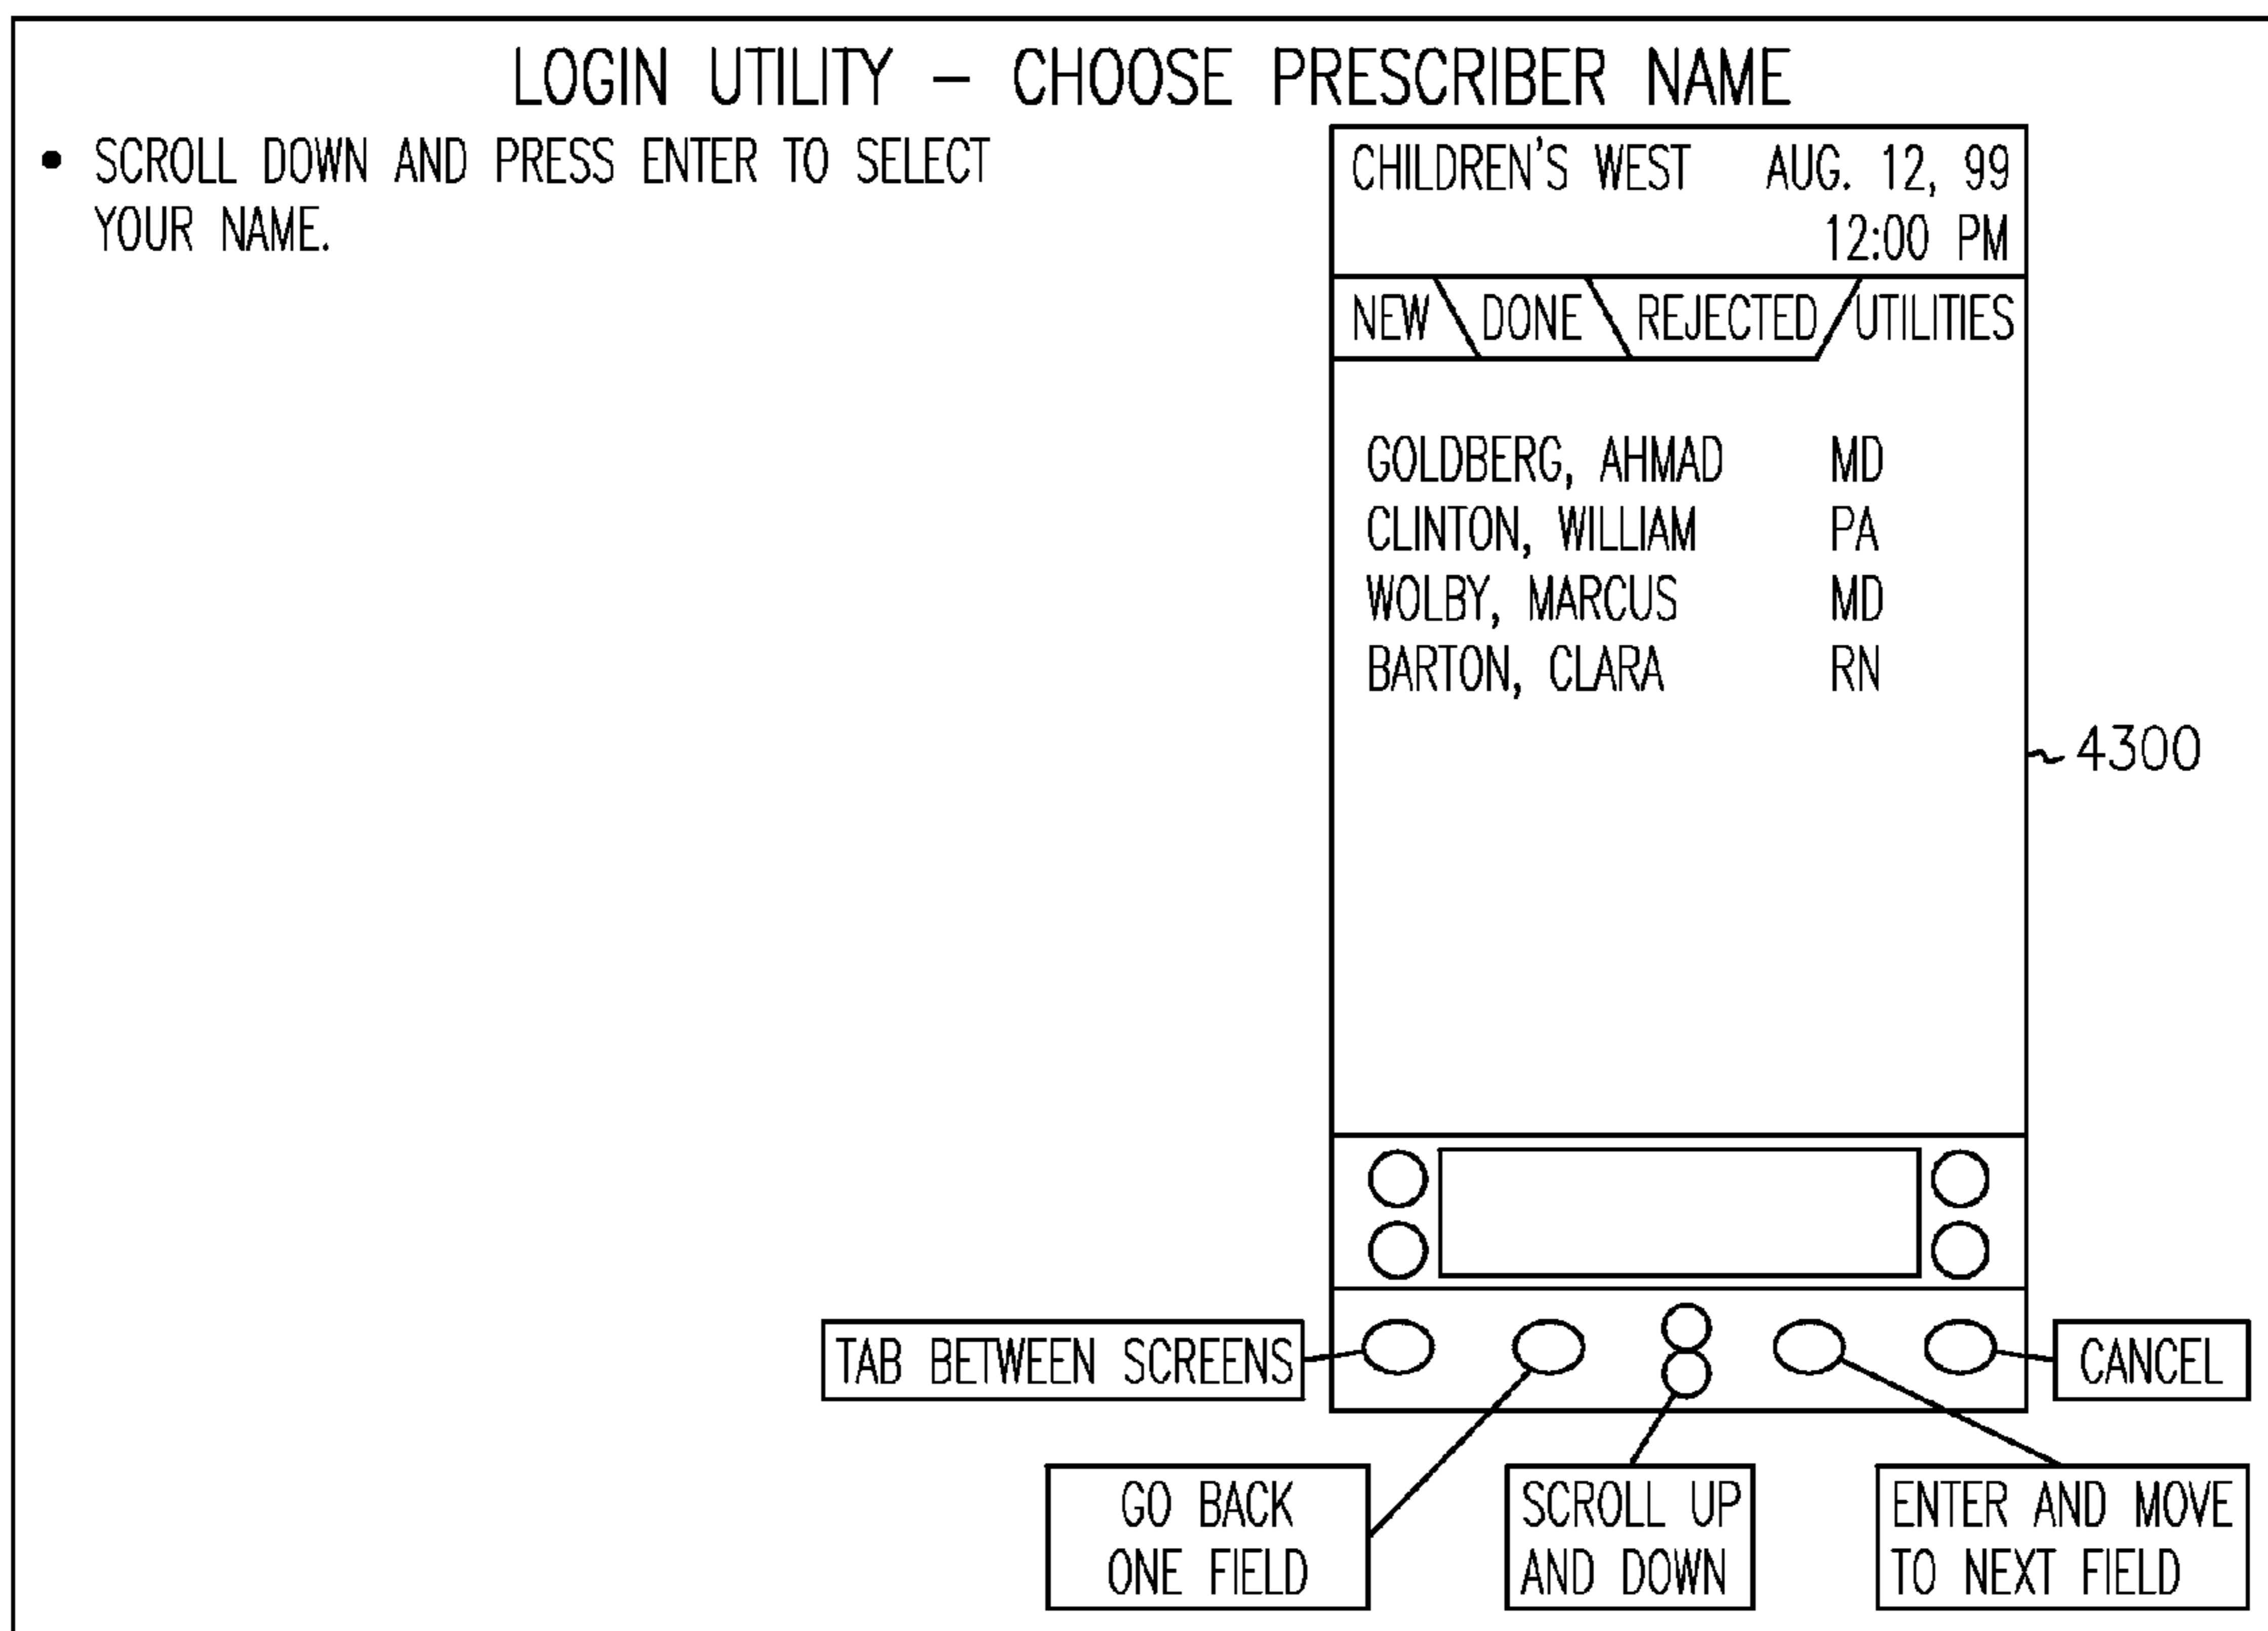 LOGIN UTILITY – CHOOSE PRESCRIBER NAME
• SCROLL DOWN AND PRESS ENTER TO SELECT
YOUR NAME.
CHILDREN'S WEST AUG. 12, 99
12:00 PM
NEW DONE REJECTED UTILITIES
GOLDBERG, AHMAD MD
CLINTON, WILLIAM PA
WOLBY, MARCUS MD
BARTON, CLARA RN
4300
TAB BETWEEN SCREENS
CANCEL
GO BACK
ONE FIELD
SCROLL UP
AND DOWN
ENTER AND MOVE
TO NEXT FIELD